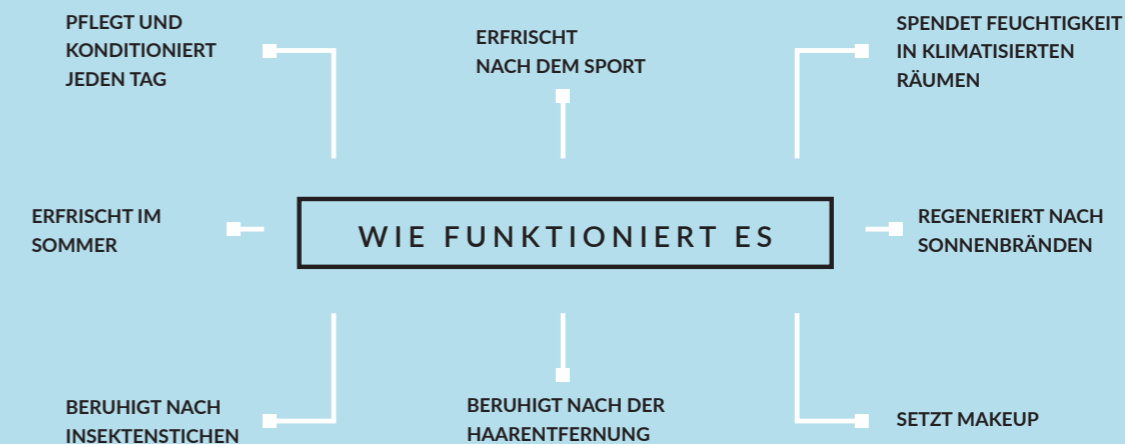 PFLEGT UND
KONDITIONIERT
JEDEN TAG
ERFRISCHT
NACH DEM SPORT
SPENDET FEUCHTIGKEIT
IN KLIMATISIERTEN
RÄUMEN
ERFRISCHT IM
SOMMER
WIE FUNKTIONIERT ES
REGENERIERT NACH
SONNENBRÄNDEN
BERUHIGT NACH
INSEKTENSTICHEN
BERUHIGT NACH DER
HAARENTFERNUNG
SETZT MAKEUP